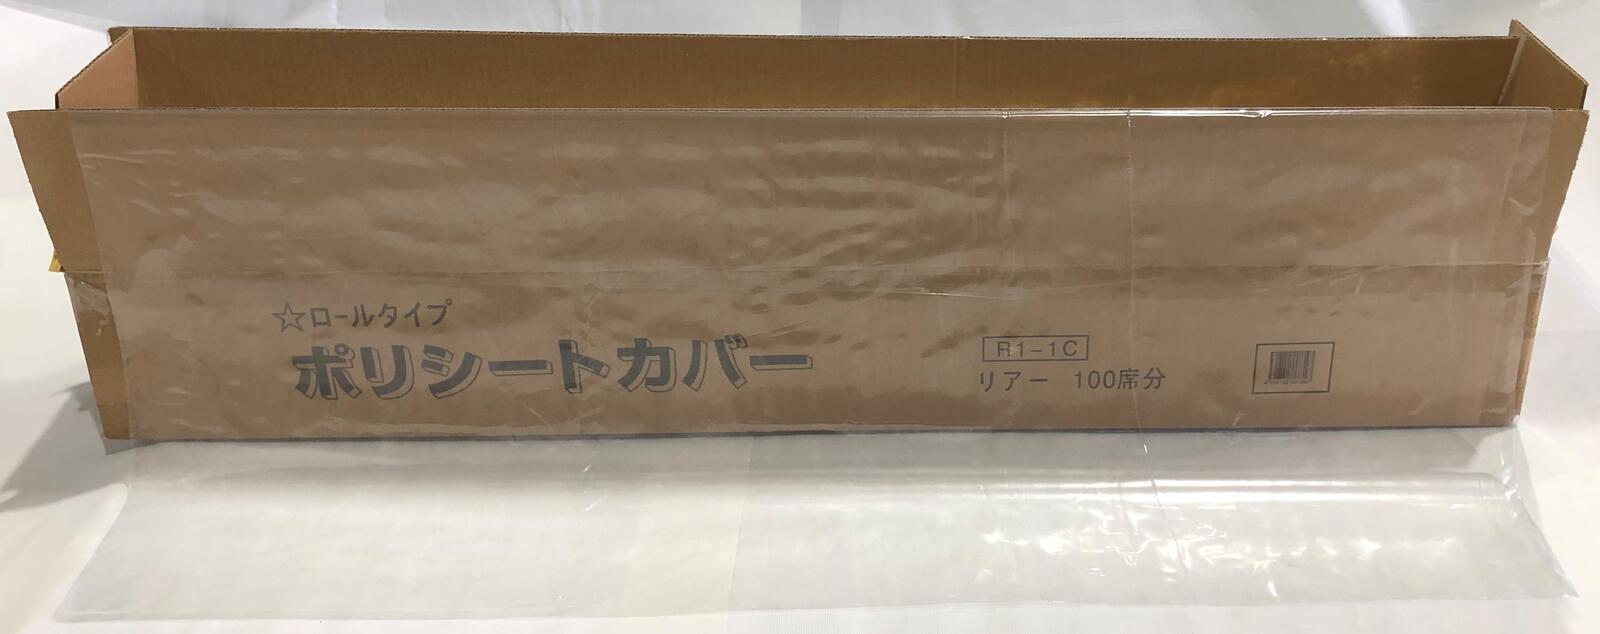 ☆ロールタイプ
ポリシートカバー
R1-1C
リアー 100席分